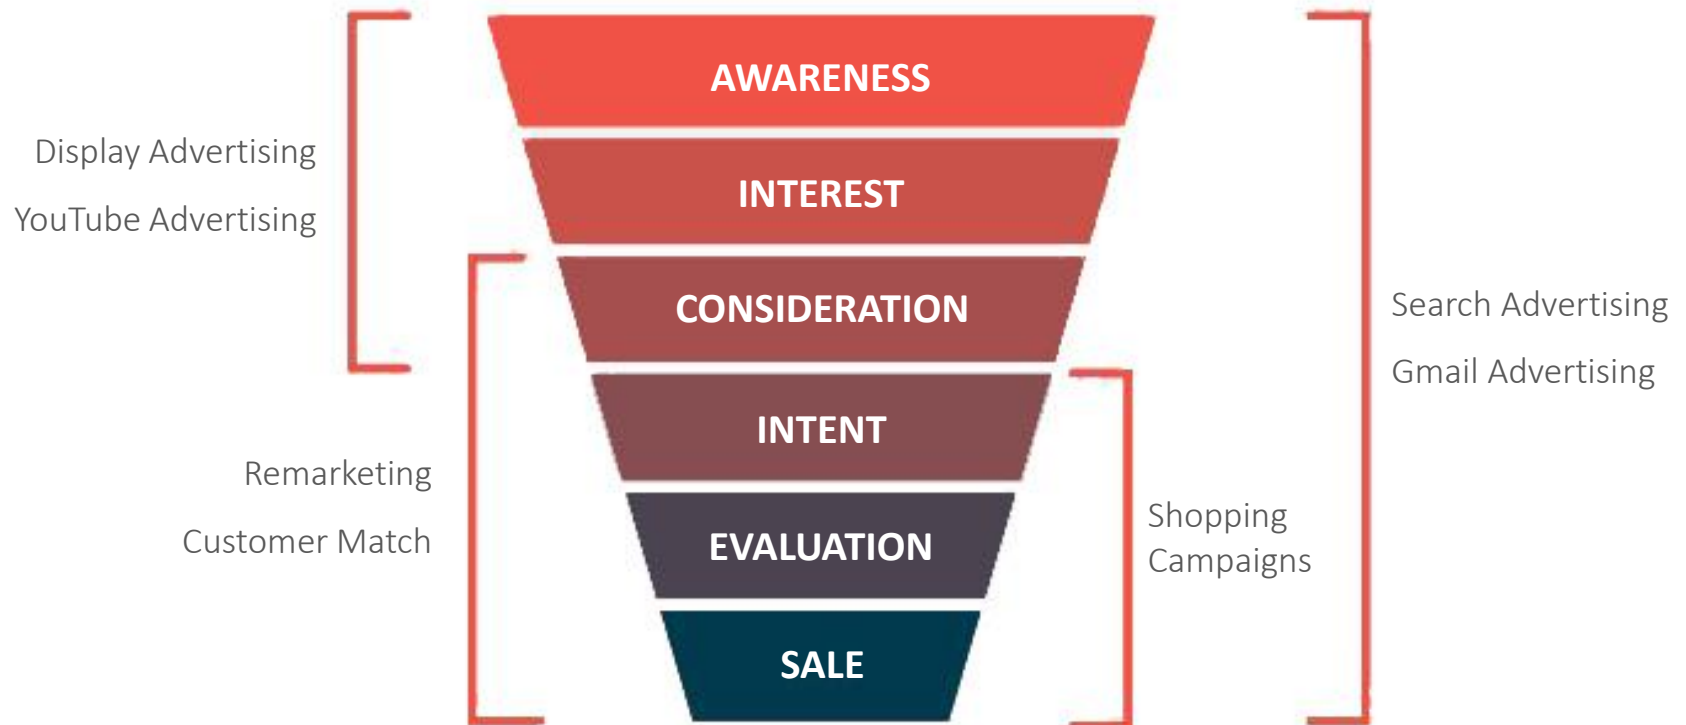 AWARENESS
Display Advertising
INTEREST
YouTube Advertising
CONSIDERATION
Search Advertising
Gmail Advertising
INTENT
Remarketing
Shopping
Customer Match
EVALUATION
Campaigns
SALE